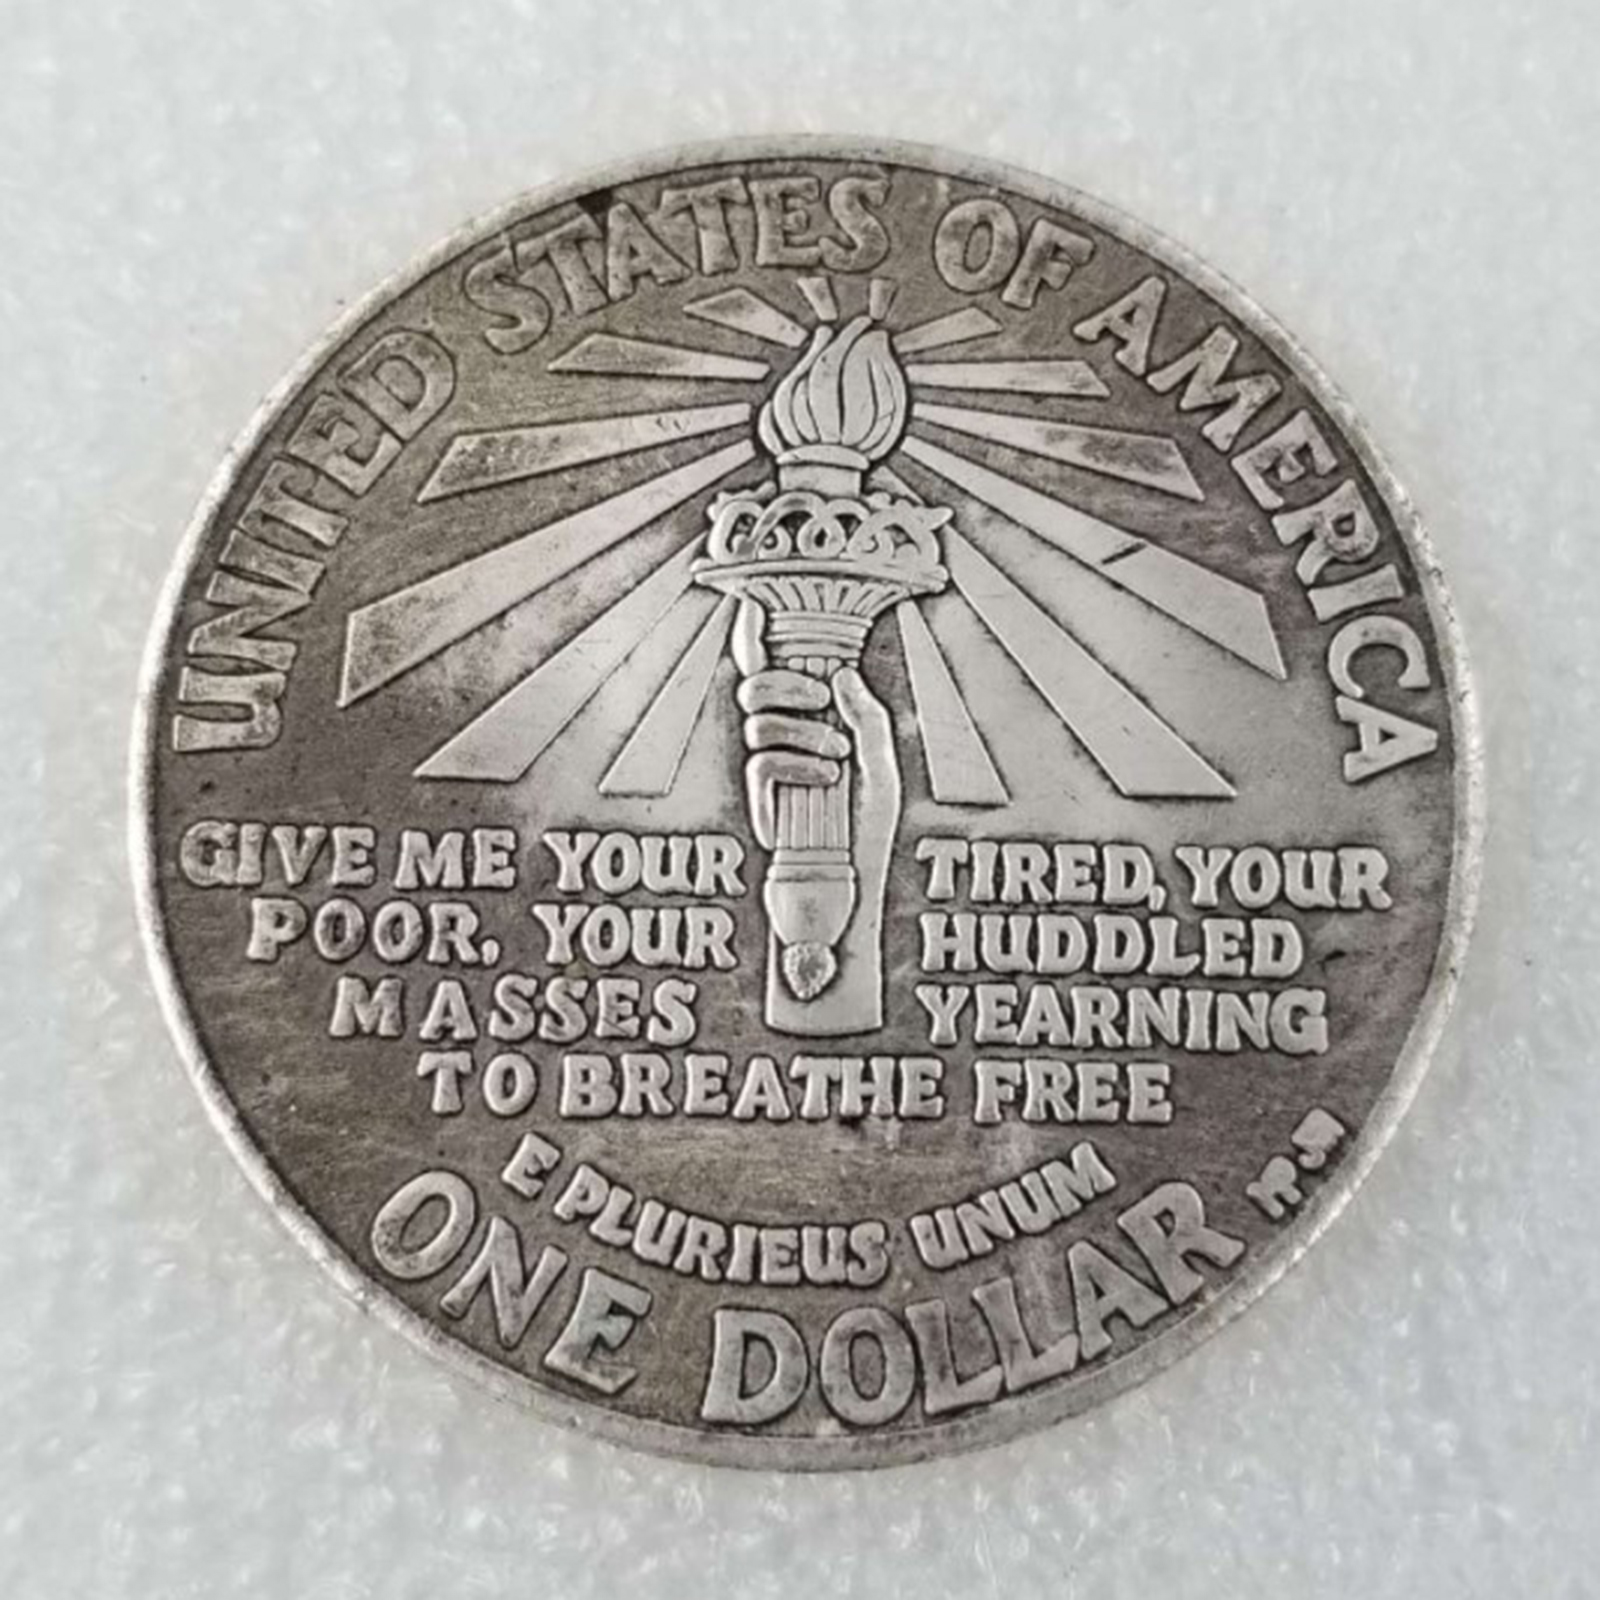 UNITED STATES OF AMERICA
GIVE ME YOUR TIRED, YOUR
POOR, YOUR HUDDLED
MASSES YEARNING
TO BREATHE FREE
E PLURIEUS UNUM
ONE DOLLAR